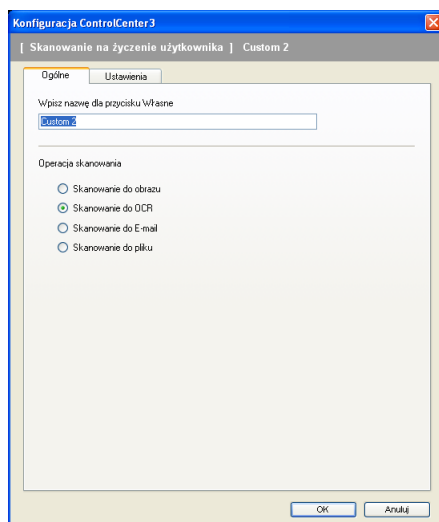 Konfiguracja ControlCenter3
[ Skanowanie na życzenie użytkownika ] Custom 2
Ogólne Ustawienia
Wpisz nazwę dla przycisku Własne
Custom 2
Operacja skanowania
Skanowanie do obrazu
Skanowanie do OCR
Skanowanie do E-mail
Skanowanie do pliku
OK Anuluj